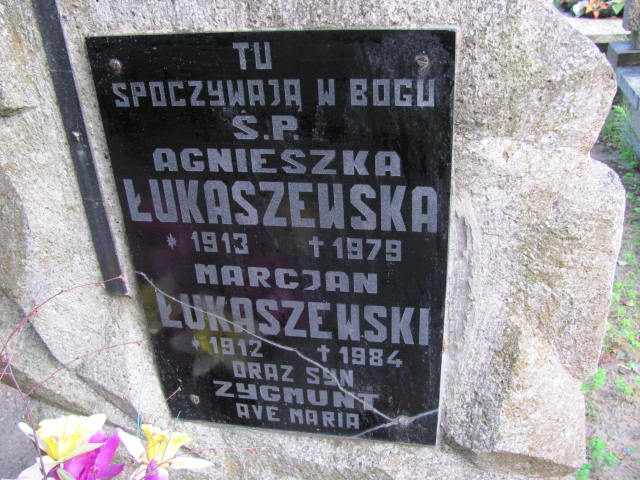 TU
SPOCZYWAJĄ W BOGU
Ś.P.
AGNIESZKA
ŁUKASZEWSKA
* 1913 † 1979
MARCJAN
ŁUKASZEWSKI
* 1912 † 1984
ORAZ SYN
ZYGMUNT
AVE MARIA